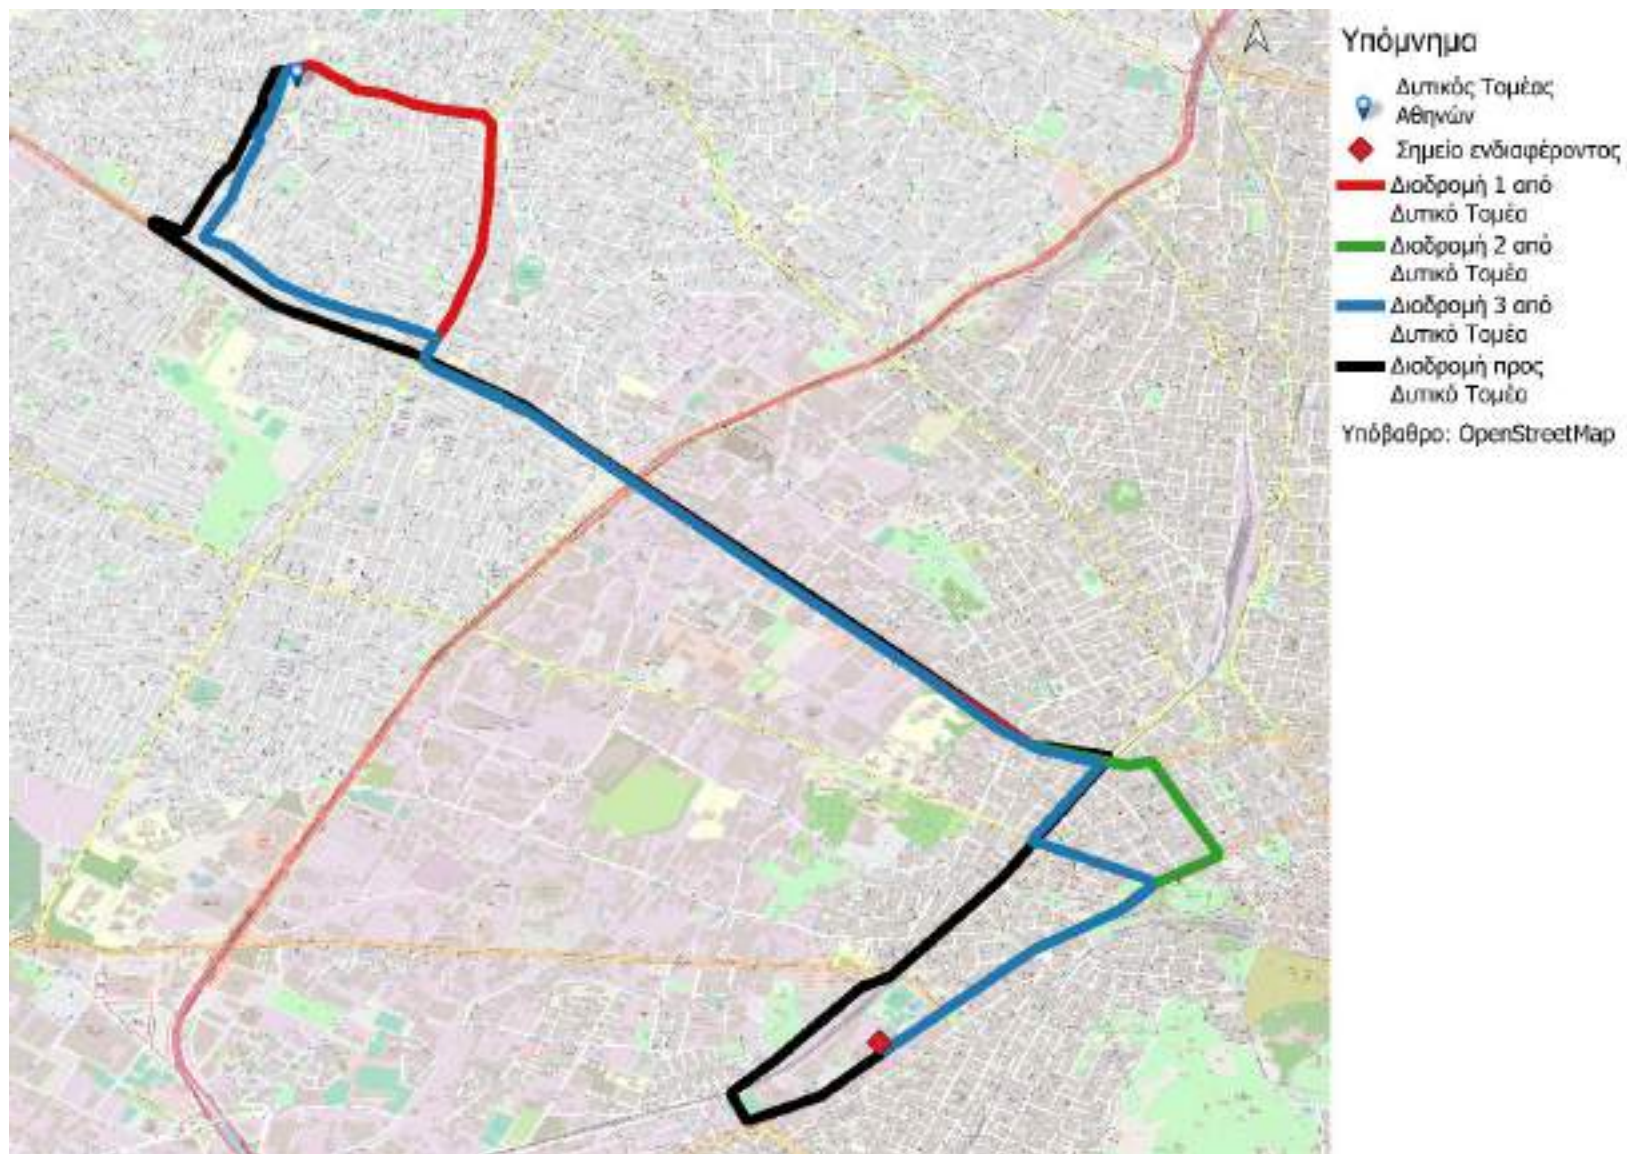 Υπόμνημα
Δυτικός Τομέας
Αθηνών
Σημείο ενδιαφέροντος
Διαδρομή 1 από
Δυτικό Τομέα
Διαδρομή 2 από
Δυτικό Τομέα
Διαδρομή 3 από
Δυτικό Τομέα
Διαδρομή προς
Δυτικό Τομέα
Υπόβαθρο: OpenStreetMap